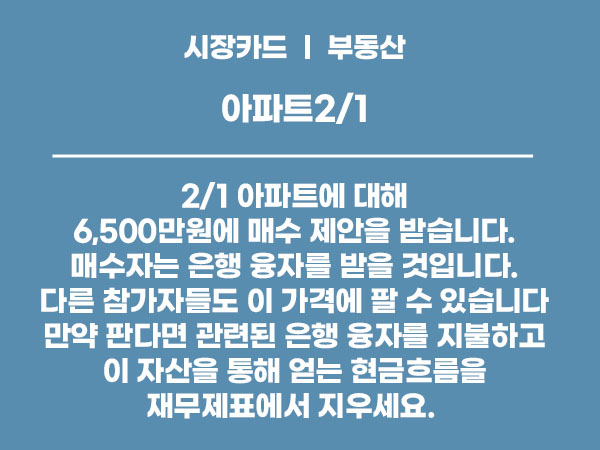 시장카드 ㅣ 부동산
아파트2/1
2/1 아파트에 대해
6,500만원에 매수 제안을 받습니다.
매수자는 은행 융자를 받을 것입니다.
다른 참가자들도 이 가격에 팔 수 있습니다
만약 판다면 관련된 은행 융자를 지불하고
이 자산을 통해 얻는 현금흐름을
재무제표에서 지우세요.